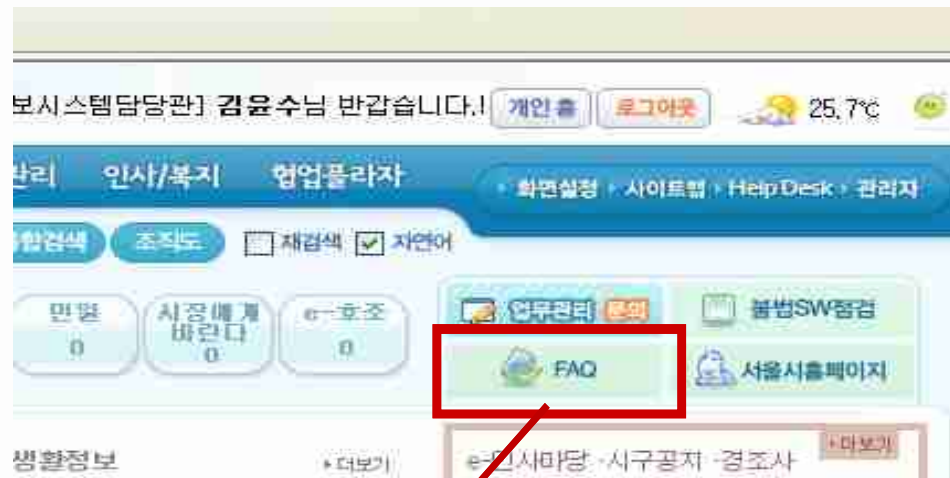 보시스템담당관] 김윤수님 반갑습니다.! 개인홈 로그아웃 25.7℃
관리 인사/복지 협업플라자 화면설정 사이트맵 HelpDesk 관리자
통합검색 조직도 재검색 자연어
민원 시장에게 e-호조 업무관리 문의 불법SW점검
바란다
0 0 0 FAQ 서울시홈페이지
생활정보 더보기 e-인사마당 ·시구공지 ·경조사 더보기